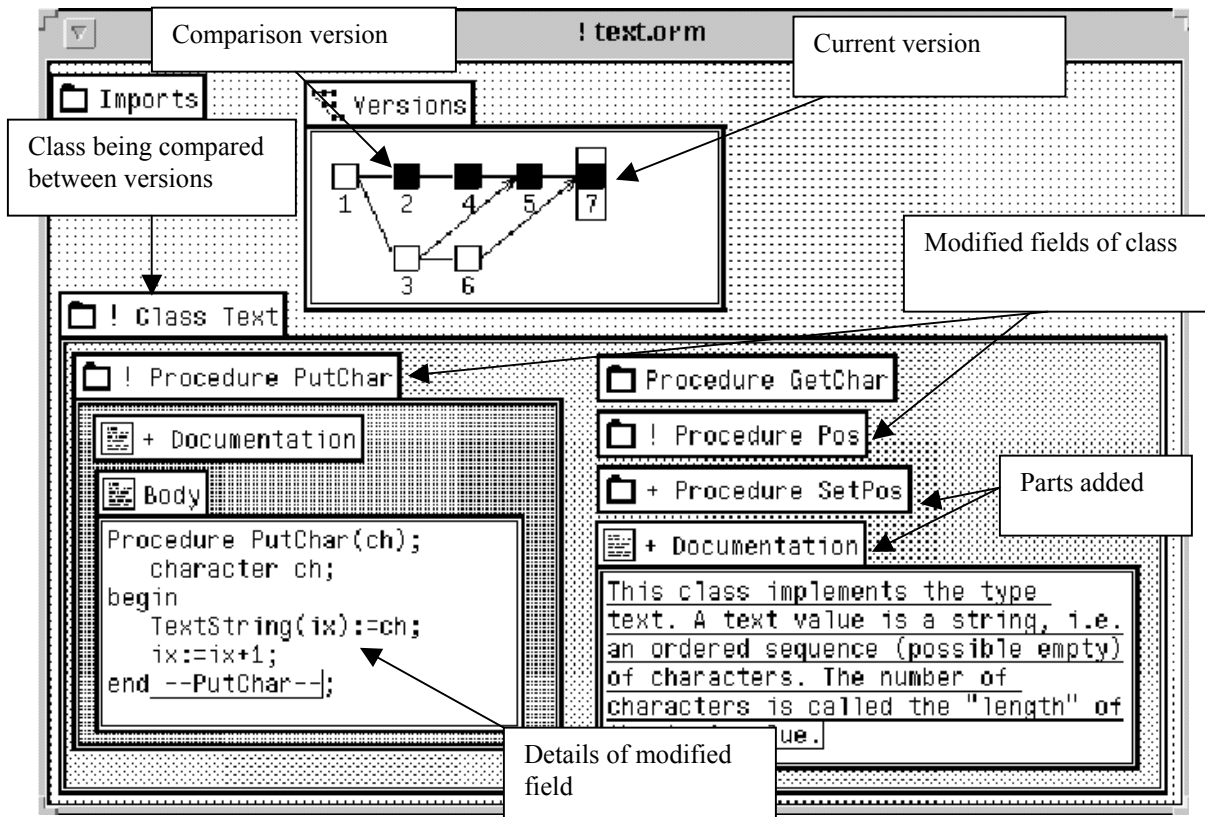 ! text.orm
Comparison version
Current version
Imports
Versions
Class being compared
between versions
1 2 4 5 7
3 6
Modified fields of class
! Class Text
! Procedure PutChar
Procedure GetChar
+ Documentation
! Procedure Pos
Body
+ Procedure SetPos
Parts added
Procedure PutChar(ch);
character ch;
begin
TextString(ix):=ch;
ix:=ix+1;
end --PutChar--;
+ Documentation
This class implements the type
text. A text value is a string, i.e.
an ordered sequence (possible empty)
of characters. The number of
characters is called the "length" of
ue.
Details of modified
field